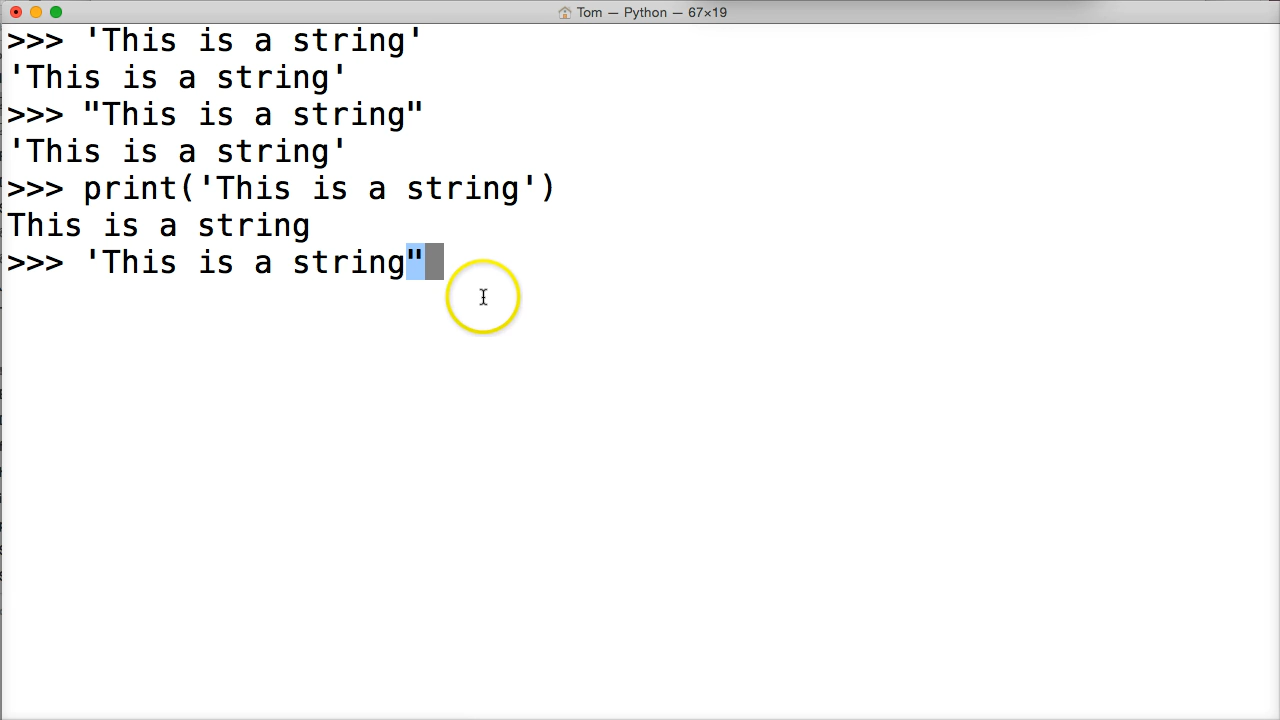 Tom — Python — 67×19
>>> 'This is a string'
'This is a string'
>>> "This is a string"
'This is a string'
>>> print('This is a string')
This is a string
>>> 'This is a string"